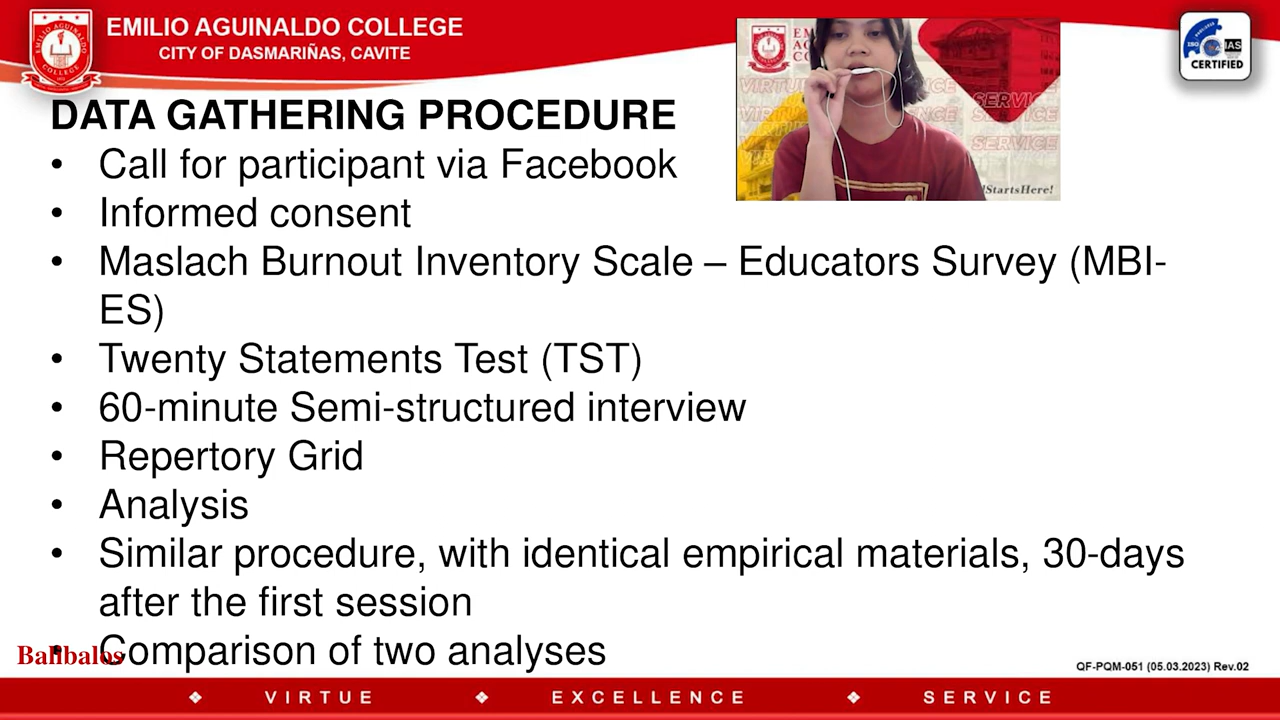 EMILIO AGUINALDO COLLEGE
CITY OF DASMARIÑAS, CAVITE
CERTIFIED
DATA GATHERING PROCEDURE
• Call for participant via Facebook
• Informed consent
• Maslach Burnout Inventory Scale – Educators Survey (MBI-
ES)
• Twenty Statements Test (TST)
• 60-minute Semi-structured interview
• Repertory Grid
• Analysis
• Similar procedure, with identical empirical materials, 30-days
after the first session
• Comparison of two analyses
Balibalos
SERVICE
SERVICE
SERVICE
QF-PQM-051 (05.03.2023) Rev.02
❖ VIRTUE ❖ EXCELLENCE ❖ SERVICE